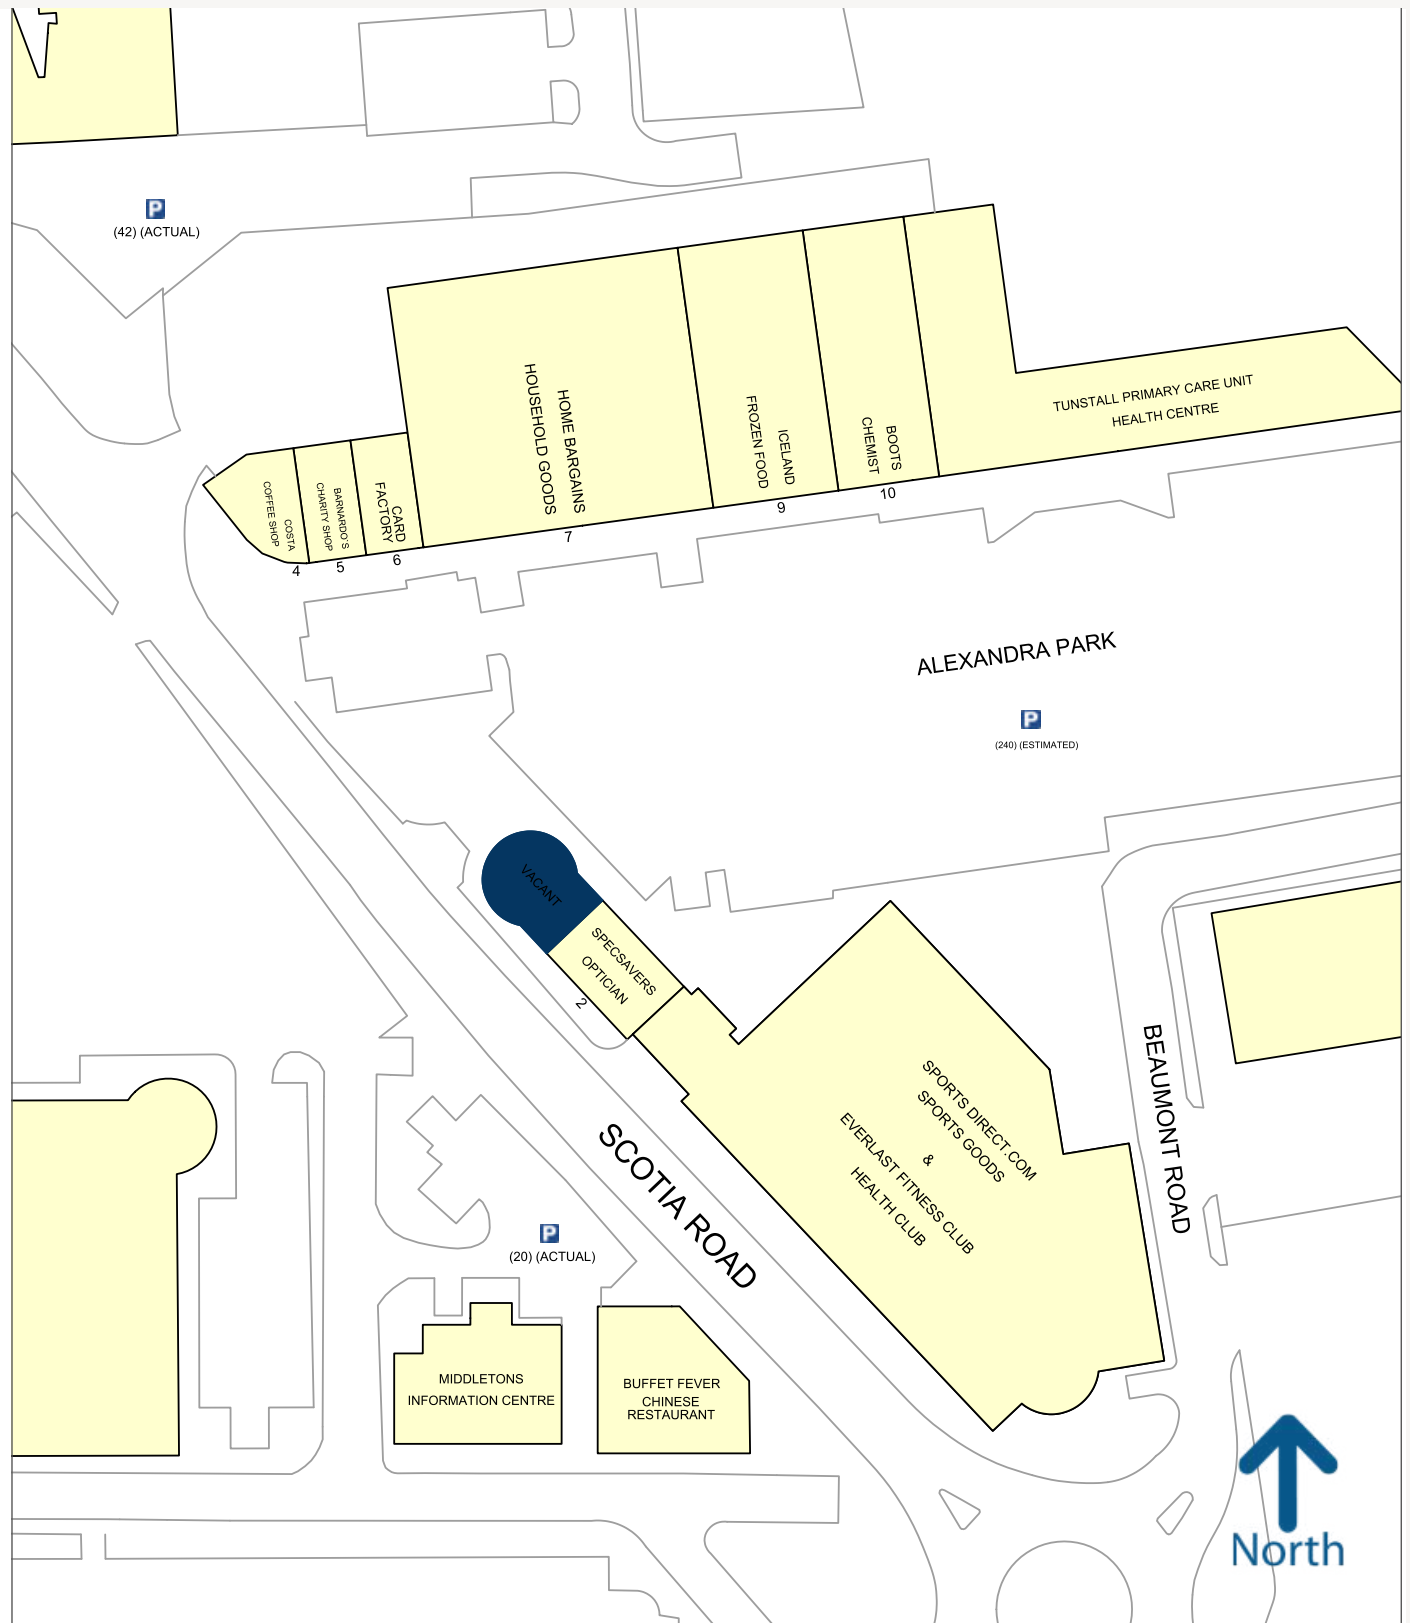 P
(42) (ACTUAL)
TUNSTALL PRIMARY CARE UNIT
HEALTH CENTRE
HOME BARGAINS
HOUSEHOLD GOODS
7
ICELAND
FROZEN FOOD
9
BOOTS
CHEMIST
10
COSTA
COFFEE SHOP
4
BARNARDO'S
CHARITY SHOP
5
CARD
FACTORY
6
ALEXANDRA PARK
P
(240) (ESTIMATED)
VACANT
SPECSAVERS
OPTICIAN
2
SPORTS DIRECT.COM
SPORTS GOODS
&
EVERLAST FITNESS CLUB
HEALTH CLUB
BEAUMONT ROAD
SCOTIA ROAD
P
(20) (ACTUAL)
MIDDLETONS
INFORMATION CENTRE
BUFFET FEVER
CHINESE
RESTAURANT
North